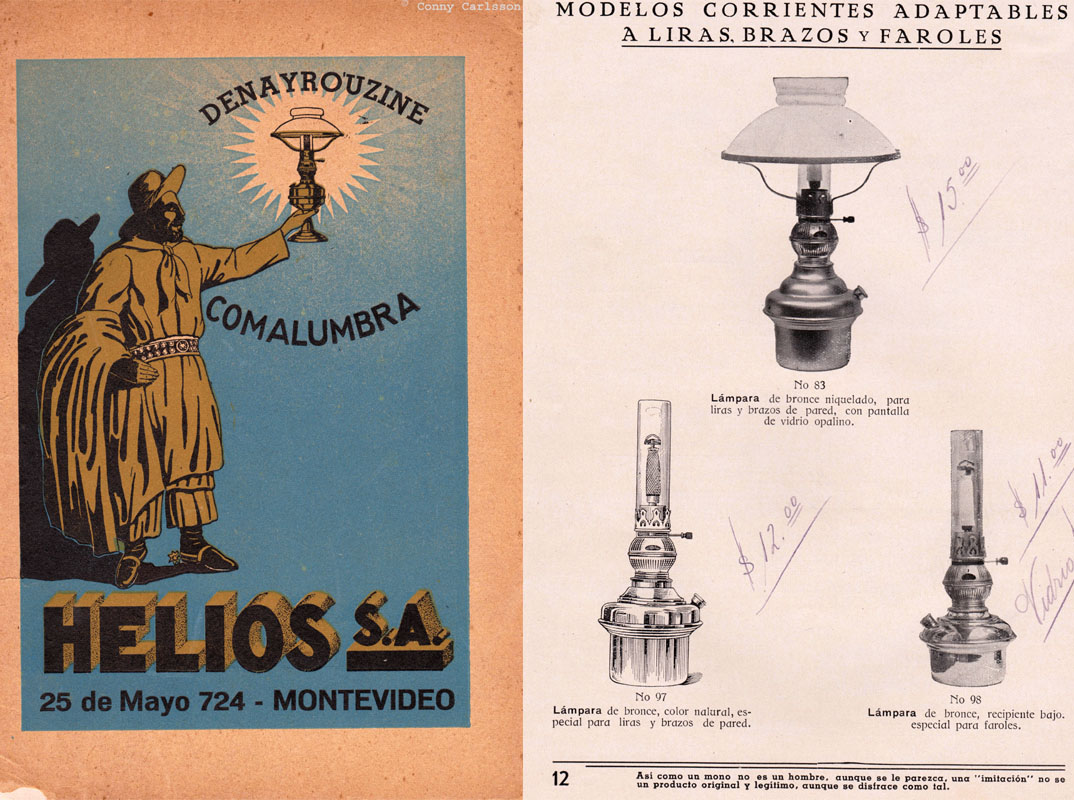 © Conny Carlsson
DENAYROUZINE
COMALUMBRA
HELIOS S.A.
25 de Mayo 724 - MONTEVIDEO
MODELOS CORRIENTES ADAPTABLES
A LIRAS, BRAZOS Y FAROLES
$ 15.00
No 83
Lámpara de bronce niquelado, para
liras y brazos de pared, con pantalla
de vidrio opalino.
$ 12.00
No 97
Lámpara de bronce, color natural, es-
pecial para liras y brazos de pared.
$ 11.00
Vidrio
No 98
Lámpara de bronce, recipiente bajo.
especial para faroles.
12
Asi como un mono no es un hombre, aunque se le parezca, una "imitación" no se
un producto original y legítimo, aunque se disfrace como tal.